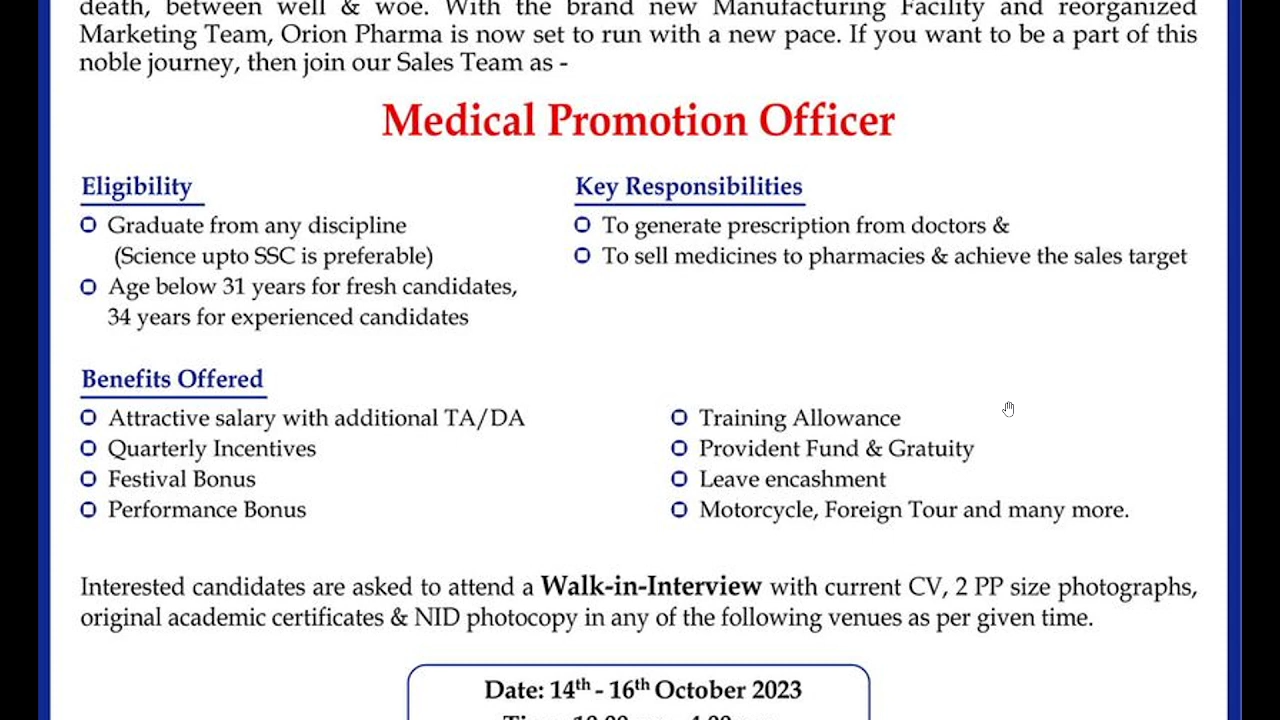 death, between well & woe. With the brand new Manufacturing Facility and reorganized
Marketing Team, Orion Pharma is now set to run with a new pace. If you want to be a part of this
noble journey, then join our Sales Team as -
Medical Promotion Officer
Eligibility
Graduate from any discipline
(Science upto SSC is preferable)
Age below 31 years for fresh candidates,
34 years for experienced candidates
Key Responsibilities
To generate prescription from doctors &
To sell medicines to pharmacies & achieve the sales target
Benefits Offered
Attractive salary with additional TA/DA
Quarterly Incentives
Festival Bonus
Performance Bonus
Training Allowance
Provident Fund & Gratuity
Leave encashment
Motorcycle, Foreign Tour and many more.
Interested candidates are asked to attend a Walk-in-Interview with current CV, 2 PP size photographs,
original academic certificates & NID photocopy in any of the following venues as per given time.
Date: 14th - 16th October 2023